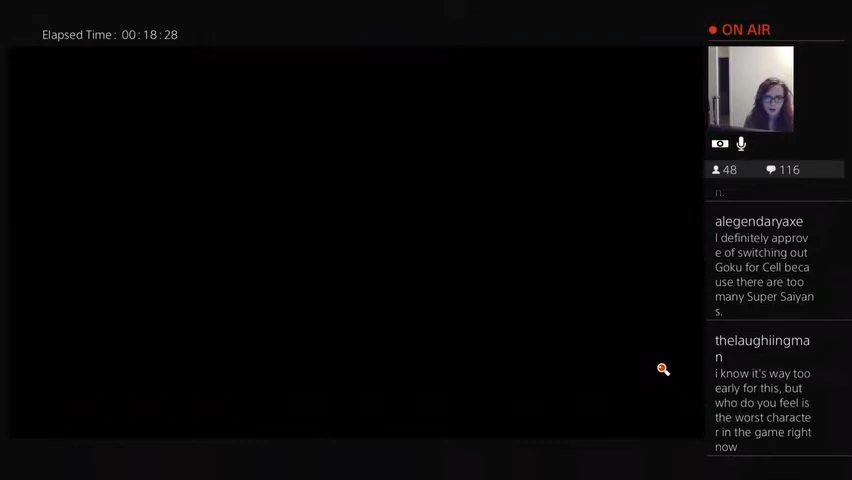 Elapsed Time: 00:18:28
ON AIR
48
116
n.
alegendaryaxe
I definitely approv
e of switching out
Goku for Cell beca
use there are too
many Super Saiyan
s.
thelaughiingma
n
i know it's way too
early for this, but
who do you feel is
the worst characte
r in the game right
now